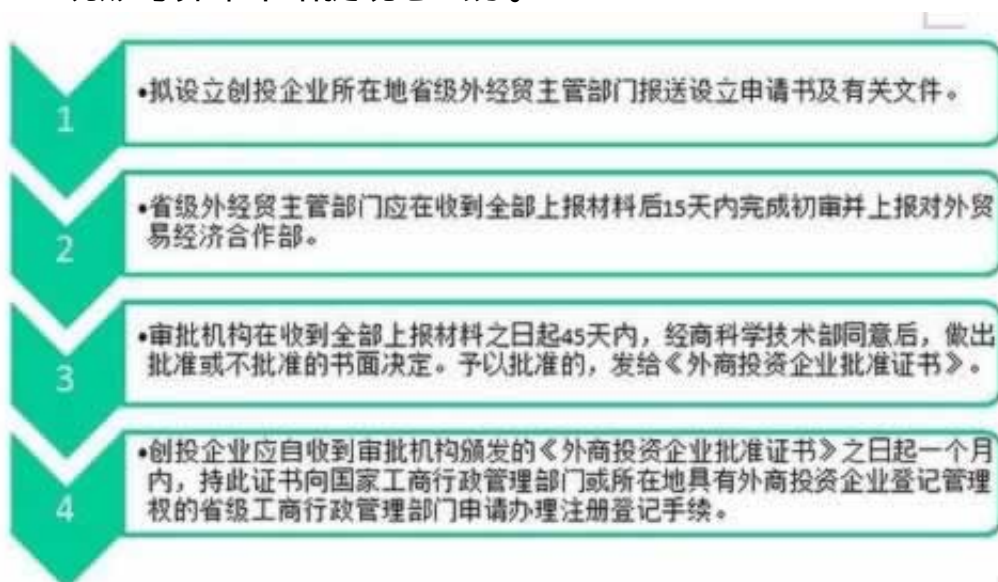 1
•拟设立创投企业所在地省级外经贸主管部门报送设立申请书及有关文件。
2
•省级外经贸主管部门应在收到全部上报材料后15天内完成初审并上报对外贸
易经济合作部。
3
•审批机构在收到全部上报材料之日起45天内，经商科学技术部同意后，做出
批准或不批准的书面决定。予以批准的，发给《外商投资企业批准证书》。
4
•创投企业应自收到审批机构颁发的《外商投资企业批准证书》之日起一个月
内，持此证书向国家工商行政管理部门或所在地具有外商投资企业登记管理
权的省级工商行政管理部门申请办理注册登记手续。